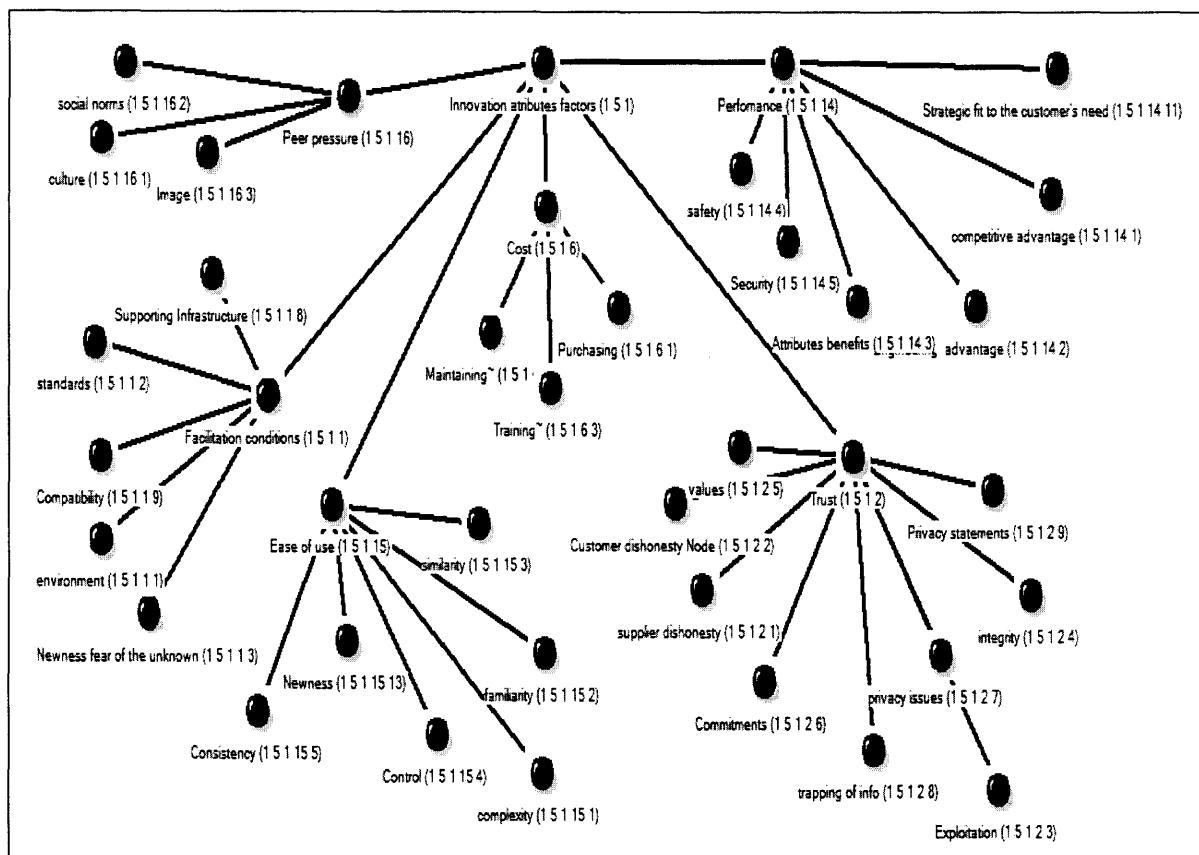 social norms (1 5 1 16 2)
Innovation atributes factors (1 5 1)
Perfomance (1 5 1 14)
Strategic fit to the customer's need (1 5 1 14 11)
Peer pressure (1 5 1 16)
culture (1 5 1 16 1)
Image (1 5 1 16 3)
safety (1 5 1 14 4)
competitive advantage (1 5 1 14 1)
Cost (1 5 1 6)
Security (1 5 1 14 5)
Supporting Infrastructure (1 5 1 1 8)
Purchasing (1 5 1 6 1)
Attributes benefits (1 5 1 14 3)
advantage (1 5 1 14 2)
Maintaining~ (1 5 1
standards (1 5 1 1 2)
Training~ (1 5 1 6 3)
Facilitation conditions (1 5 1 1)
Compatibility (1 5 1 1 9)
values (1 5 1 2 5)
Trust (1 5 1 2)
Privacy statements (1 5 1 2 9)
Ease of use (1 5 1 15)
Customer dishonesty Node (1 5 1 2 2)
similarity (1 5 1 15 3)
environment (1 5 1 1 1)
supplier dishonesty (1 5 1 2 1)
integrity (1 5 1 2 4)
Newness fear of the unknown (1 5 1 1 3)
Newness (1 5 1 15 13)
familiarity (1 5 1 15 2)
privacy issues (1 5 1 2 7)
Commitments (1 5 1 2 6)
Consistency (1 5 1 15 5)
Control (1 5 1 15 4)
trapping of info (1 5 1 2 8)
complexity (1 5 1 15 1)
Exploitation (1 5 1 2 3)